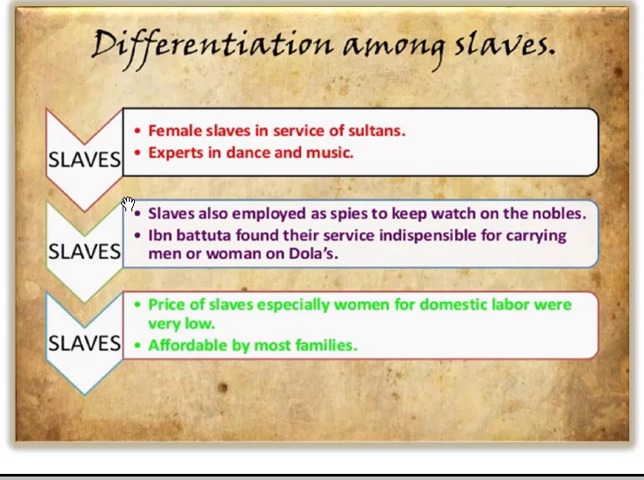 Differentiation among slaves.
SLAVES
• Female slaves in service of sultans.
• Experts in dance and music.
SLAVES
• Slaves also employed as spies to keep watch on the nobles.
• Ibn battuta found their service indispensible for carrying
men or woman on Dola's.
SLAVES
• Price of slaves especially women for domestic labor were
very low.
• Affordable by most families.